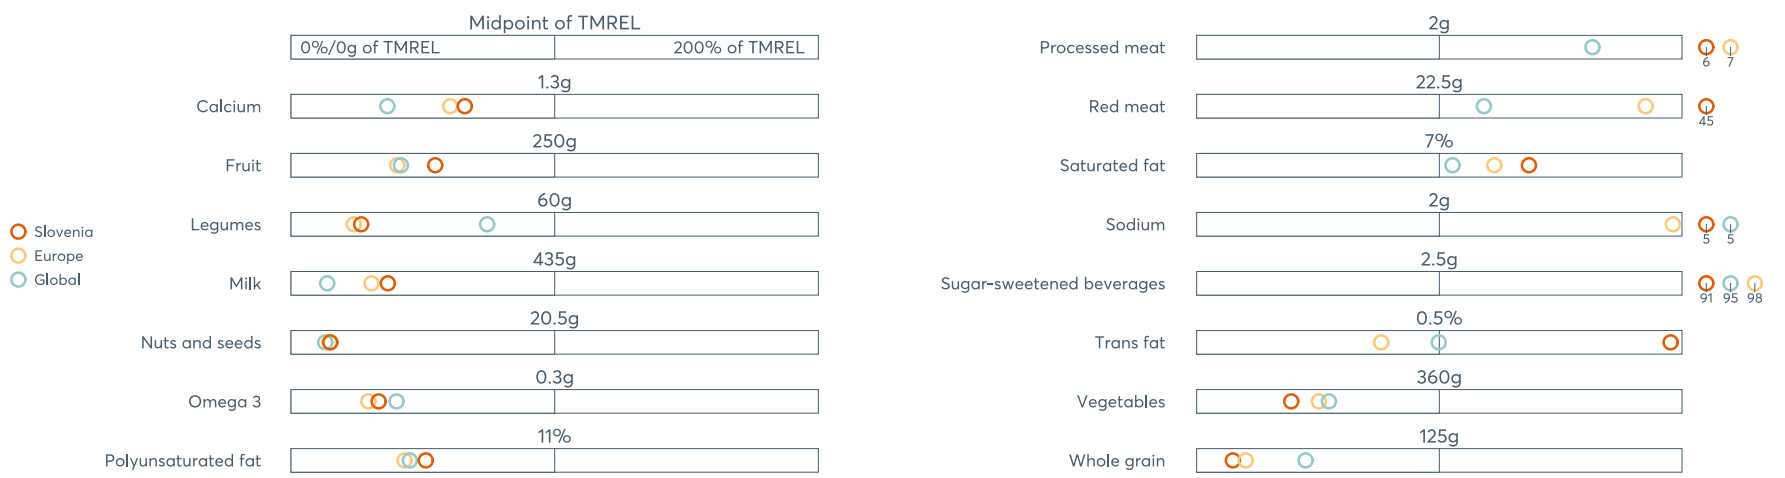 Midpoint of TMREL
0%/0g of TMREL 200% of TMREL
1.3g
Calcium
250g
Fruit
60g
Legumes
435g
Milk
20.5g
Nuts and seeds
0.3g
Omega 3
11%
Polyunsaturated fat
Slovenia
Europe
Global
2g
Processed meat
6 7
22.5g
Red meat
45
7%
Saturated fat
2g
Sodium
5 5
2.5g
Sugar-sweetened beverages
91 95 98
0.5%
Trans fat
360g
Vegetables
125g
Whole grain